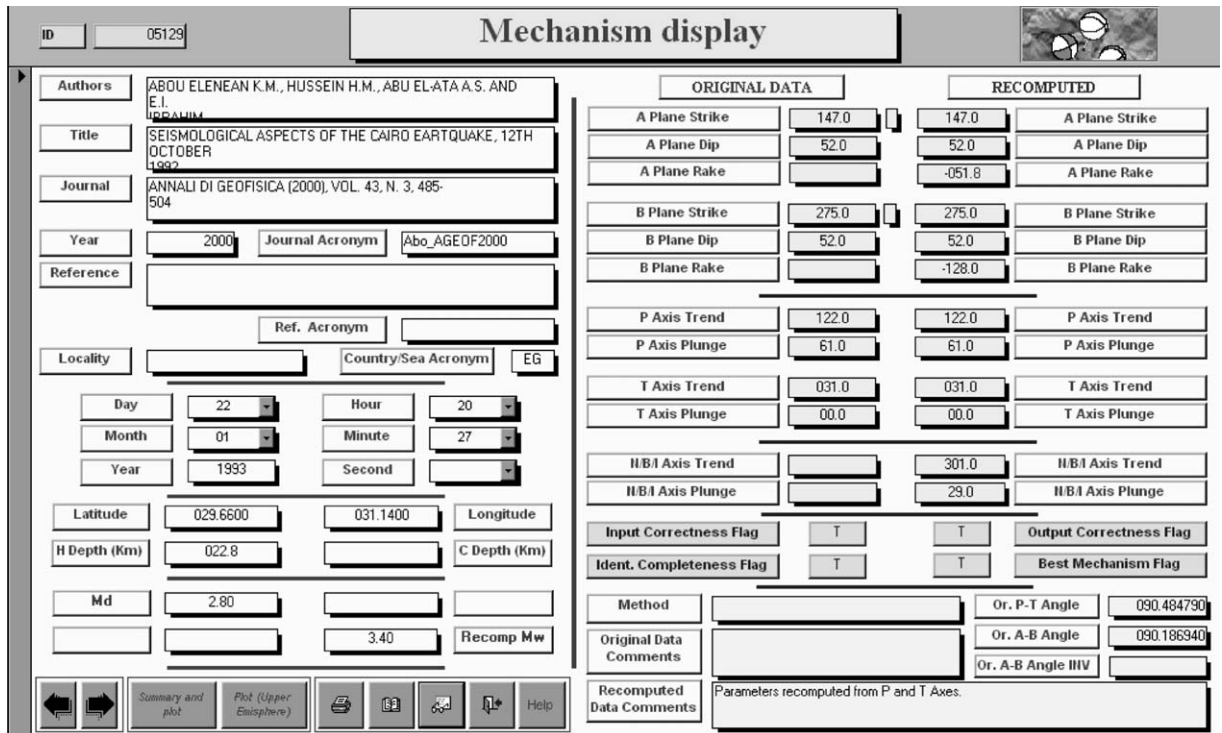 ID 05129 Mechanism display
Authors ABOU ELENEAN K.M., HUSSEIN H.M., ABU EL-ATA A.S. AND
E.I.
IBRAHIM
Title SEISMOLOGICAL ASPECTS OF THE CAIRO EARTQUAKE, 12TH
OCTOBER
1992
Journal ANNALI DI GEOFISICA (2000), VOL. 43, N. 3, 485-
504
Year 2000 Journal Acronym Abo_AGEOF2000
Reference
Ref. Acronym
Locality Country/Sea Acronym EG
Day 22 Hour 20
Month 01 Minute 27
Year 1993 Second
Latitude 029.6600 031.1400 Longitude
H Depth (Km) 022.8 C Depth (Km)
Md 2.80
3.40 Recomp Mw
Summary and
plot
Plot (Upper
Emisphere)
Help
ORIGINAL DATA RECOMPUTED
A Plane Strike 147.0 147.0 A Plane Strike
A Plane Dip 52.0 52.0 A Plane Dip
A Plane Rake -051.8 A Plane Rake
B Plane Strike 275.0 275.0 B Plane Strike
B Plane Dip 52.0 52.0 B Plane Dip
B Plane Rake -128.0 B Plane Rake
P Axis Trend 122.0 122.0 P Axis Trend
P Axis Plunge 61.0 61.0 P Axis Plunge
T Axis Trend 031.0 031.0 T Axis Trend
T Axis Plunge 00.0 00.0 T Axis Plunge
N/B/I Axis Trend 301.0 N/B/I Axis Trend
N/B/I Axis Plunge 29.0 N/B/I Axis Plunge
Input Correctness Flag T T Output Correctness Flag
Ident. Completeness Flag T T Best Mechanism Flag
Method Or. P-T Angle 090.484790
Original Data
Comments
Or. A-B Angle 090.186940
Or. A-B Angle INV
Recomputed
Data Comments
Parameters recomputed from P and T Axes.